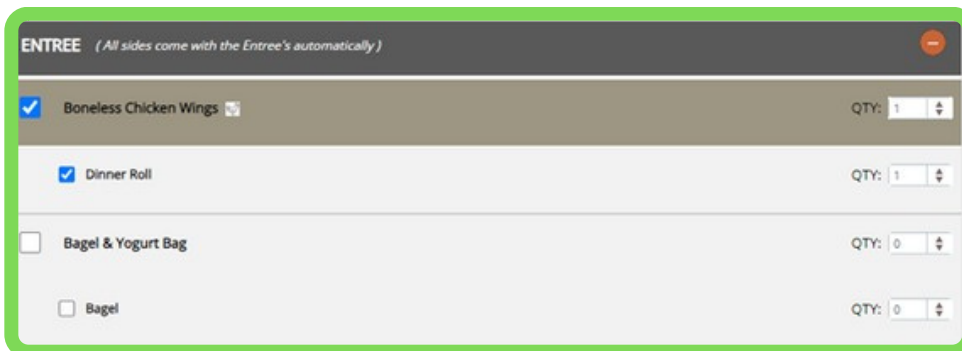 ENTREE (All sides come with the Entree's automatically)
Boneless Chicken Wings QTY: 1
Dinner Roll QTY: 1
Bagel & Yogurt Bag QTY: 0
Bagel QTY: 0